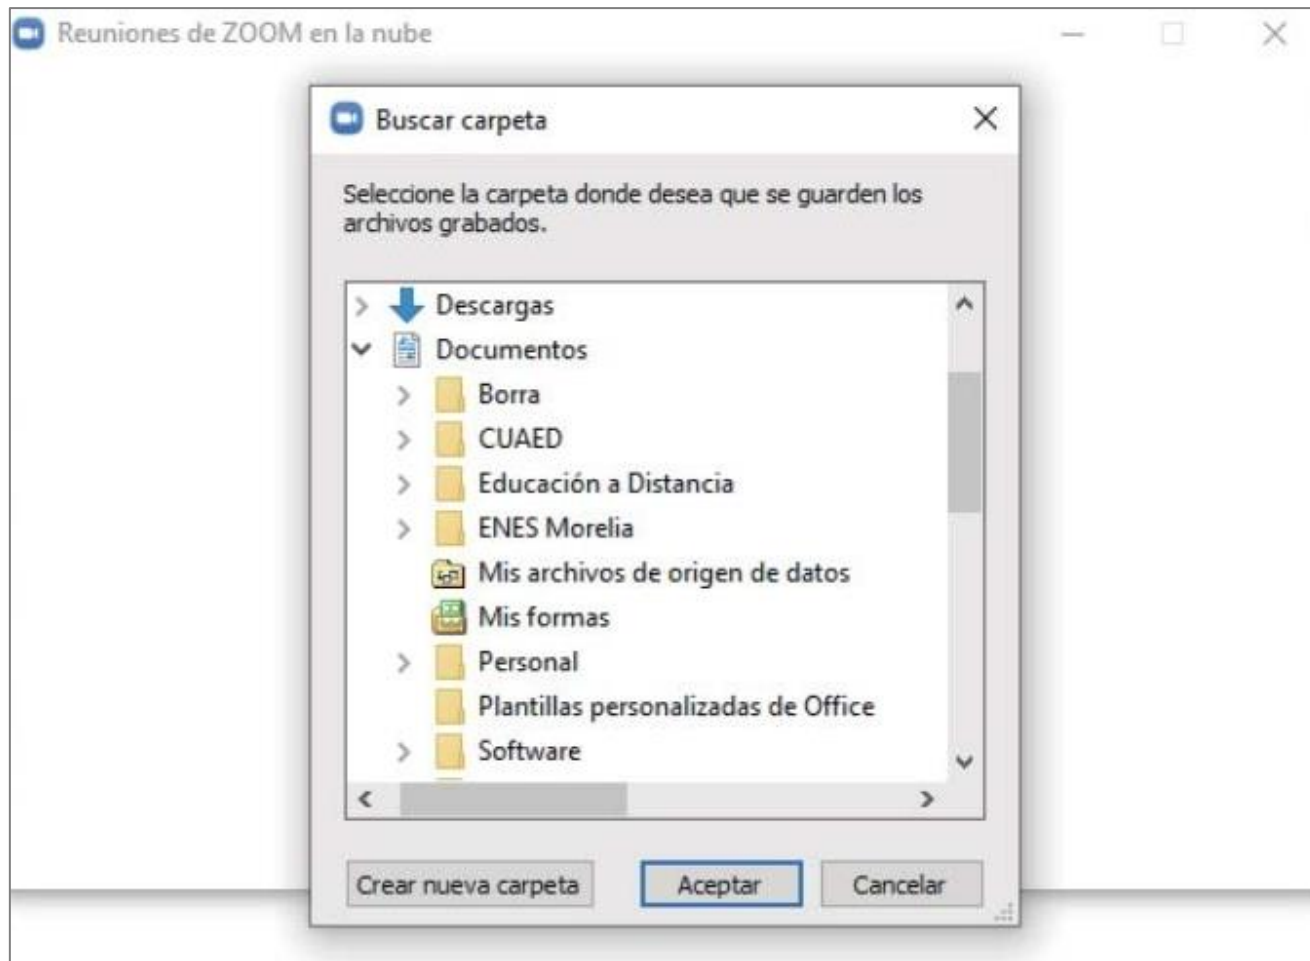 Reuniones de ZOOM en la nube
Buscar carpeta
Seleccione la carpeta donde desea que se guarden los
archivos grabados.
Descargas
Documentos
Borra
CUAED
Educación a Distancia
ENES Morelia
Mis archivos de origen de datos
Mis formas
Personal
Plantillas personalizadas de Office
Software
Crear nueva carpeta Aceptar Cancelar